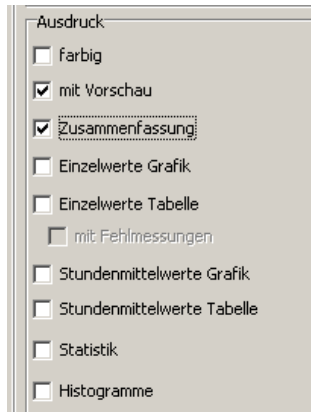 Ausdruck
farbig
mit Vorschau
Zusammenfassung
Einzelwerte Grafik
Einzelwerte Tabelle
mit Fehlmessungen
Stundenmittelwerte Grafik
Stundenmittelwerte Tabelle
Statistik
Histogramme